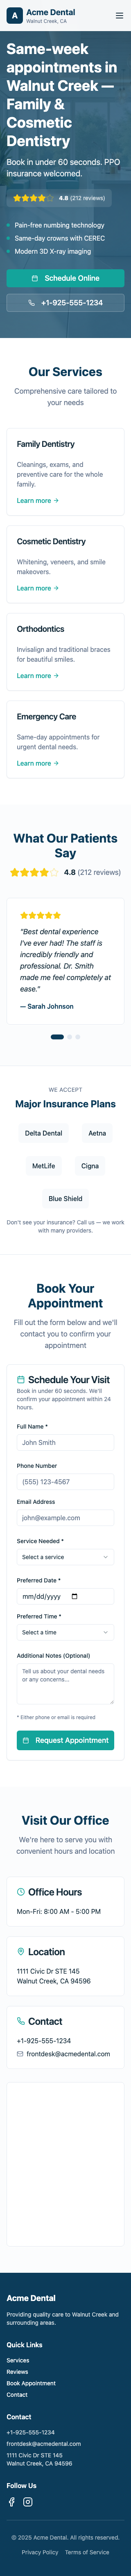 A
Acme Dental
Walnut Creek, CA
Same-week
appointments in
Walnut Creek —
Family &
Cosmetic
Dentistry
Book in under 60 seconds. PPO
insurance welcomed.
4.8 (212 reviews)
Pain-free numbing technology
Same-day crowns with CEREC
Modern 3D X-ray imaging
Schedule Online
+1-925-555-1234
Our Services
Comprehensive care tailored to
your needs
Family Dentistry
Cleanings, exams, and
preventive care for the whole
family.
Learn more →
Cosmetic Dentistry
Whitening, veneers, and smile
makeovers.
Learn more →
Orthodontics
Invisalign and traditional braces
for beautiful smiles.
Learn more →
Emergency Care
Same-day appointments for
urgent dental needs.
Learn more →
What Our Patients
Say
4.8 (212 reviews)
"Best dental experience
I've ever had! The staff is
incredibly friendly and
professional. Dr. Smith
made me feel completely at
ease."
— Sarah Johnson
WE ACCEPT
Major Insurance Plans
Delta Dental
Aetna
MetLife
Cigna
Blue Shield
Don't see your insurance? Call us — we work
with many providers.
Book Your
Appointment
Fill out the form below and we'll
contact you to confirm your
appointment
Schedule Your Visit
Book in under 60 seconds. We'll
confirm your appointment within 24
hours.
Full Name *
John Smith
Phone Number
(555) 123-4567
Email Address
john@example.com
Service Needed *
Select a service
Preferred Date *
mm/dd/yyyy
Preferred Time *
Select a time
Additional Notes (Optional)
Tell us about your dental needs
or any concerns...
* Either phone or email is required
Request Appointment
Visit Our Office
We're here to serve you with
convenient hours and location
Office Hours
Mon-Fri: 8:00 AM - 5:00 PM
Location
1111 Civic Dr STE 145
Walnut Creek, CA 94596
Contact
+1-925-555-1234
frontdesk@acmedental.com
Acme Dental
Providing quality care to Walnut Creek and
surrounding areas.
Quick Links
Services
Reviews
Book Appointment
Contact
Contact
+1-925-555-1234
frontdesk@acmedental.com
1111 Civic Dr STE 145
Walnut Creek, CA 94596
Follow Us
© 2025 Acme Dental. All rights reserved.
Privacy Policy
Terms of Service